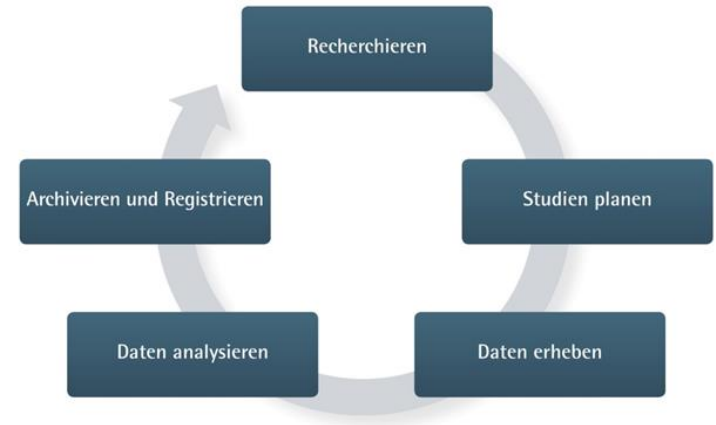 Recherchieren
Studien planen
Daten erheben
Daten analysieren
Archivieren und Registrieren